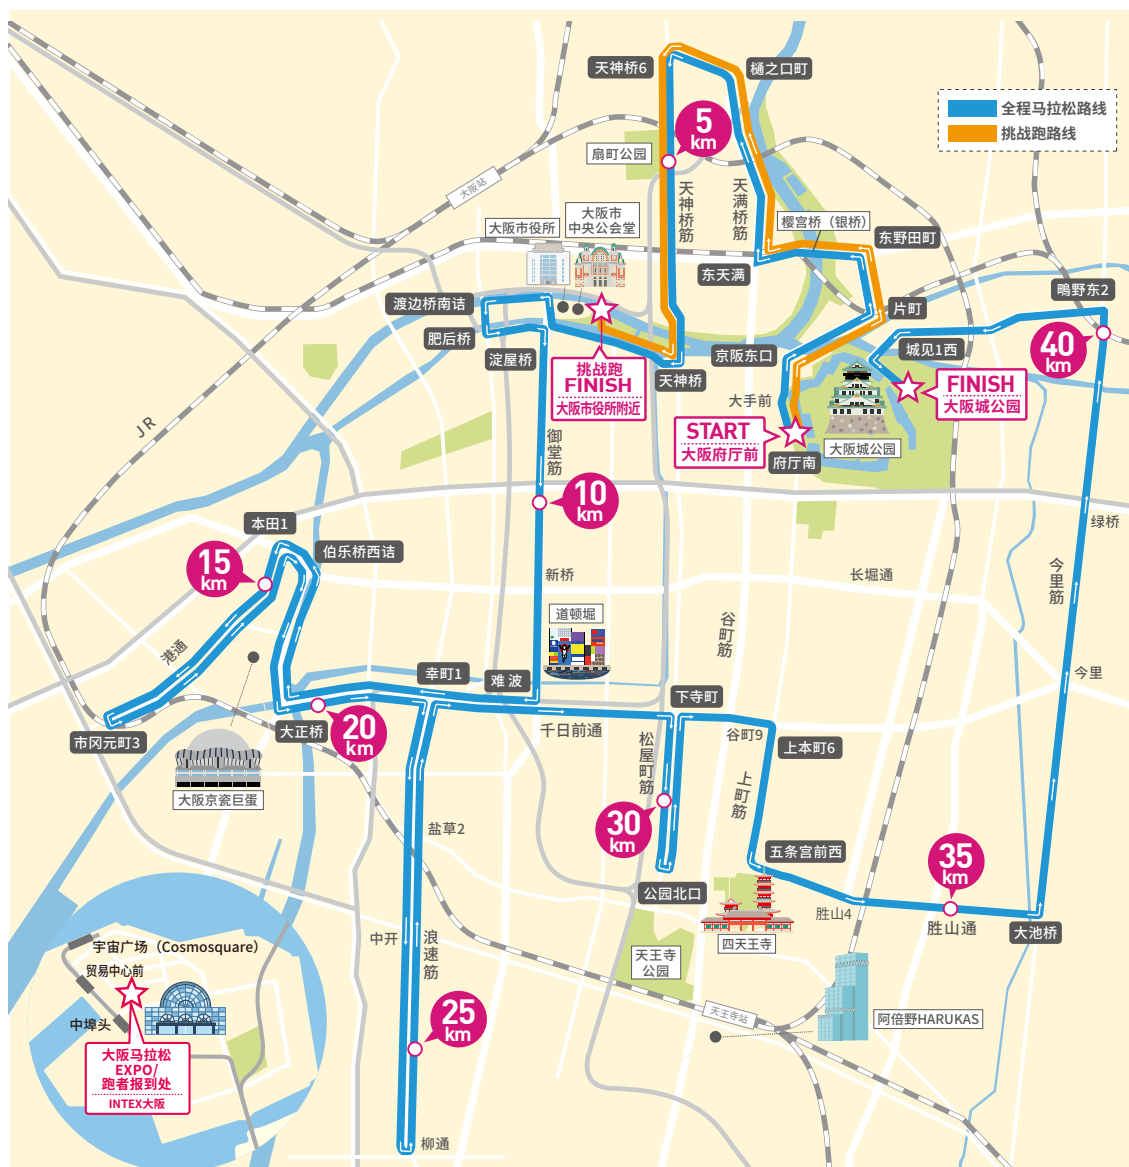 天神桥6
樋之口町
全程马拉松路线
挑战跑路线
5
km
扇町公园
大阪站
天神桥筋
天满桥筋
大阪市
中央公会堂
大阪市役所
樱宫桥（银桥）
东野田町
东天满
渡边桥南诘
鴫野东2
片町
肥后桥
淀屋桥
京阪东口
城见1西
40
km
挑战跑
FINISH
大阪市役所附近
天神桥
FINISH
大阪城公园
大手前
START
大阪府厅前
府厅南
大阪城公园
JR
御堂筋
10
km
绿桥
本田1
伯乐桥西诘
15
km
新桥
长堀通
今里筋
道顿堀
谷町筋
港通
幸町1
难波
今里
下寺町
市冈元町3
大正桥
20
km
千日前通
谷町9
上本町6
松屋町筋
上町筋
大阪京瓷巨蛋
盐草2
30
km
五条宫前西
35
km
公园北口
胜山4
胜山通
大池桥
四天王寺
中开
浪速筋
天王寺
公园
宇宙广场（Cosmosquare）
贸易中心前
中埠头
天王寺站
阿倍野HARUKAS
25
km
大阪马拉松
EXPO/
跑者报到处
INTEX大阪
柳通